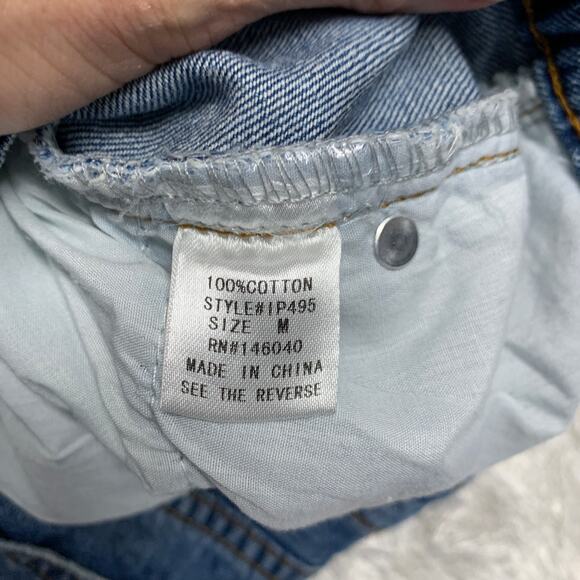 100%COTTON
STYLE#IP495
SIZE M
RN#146040
MADE IN CHINA
SEE THE REVERSE